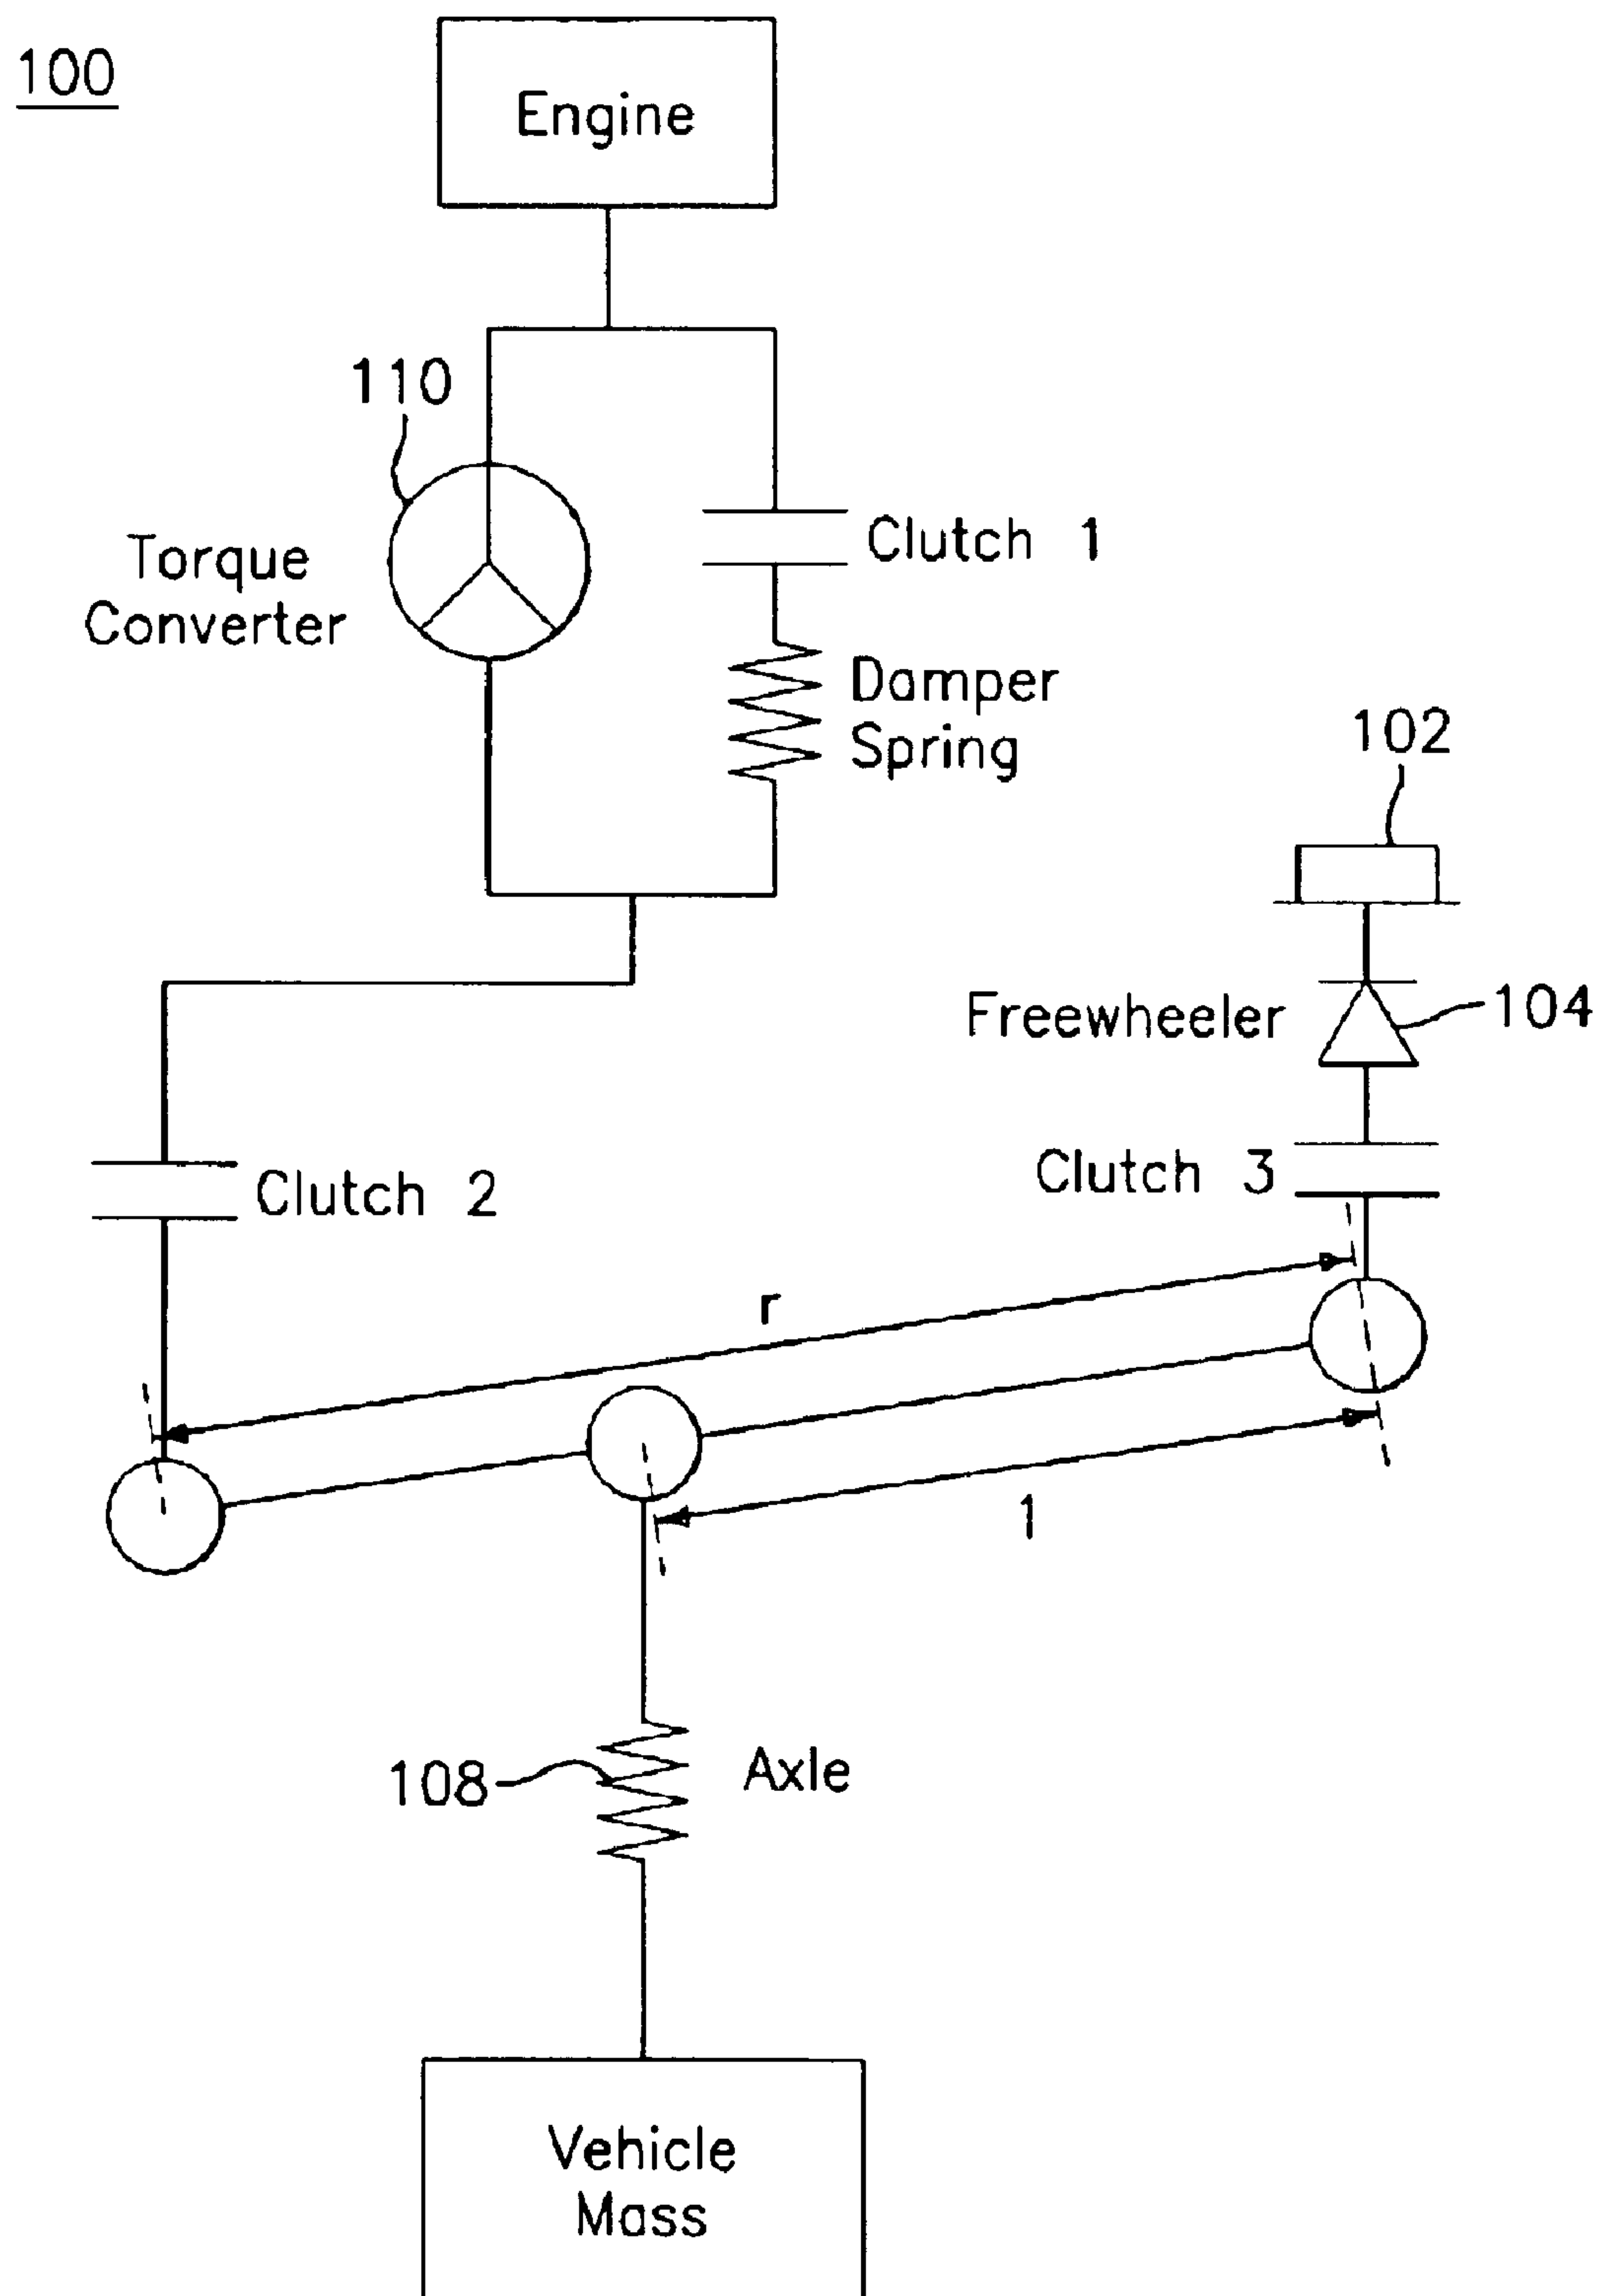 100
Engine
110
Torque
Converter
Clutch 1
Damper
Spring
102
Freewheeler
104
Clutch 2
Clutch 3
r
1
108
Axle
Vehicle
Mass